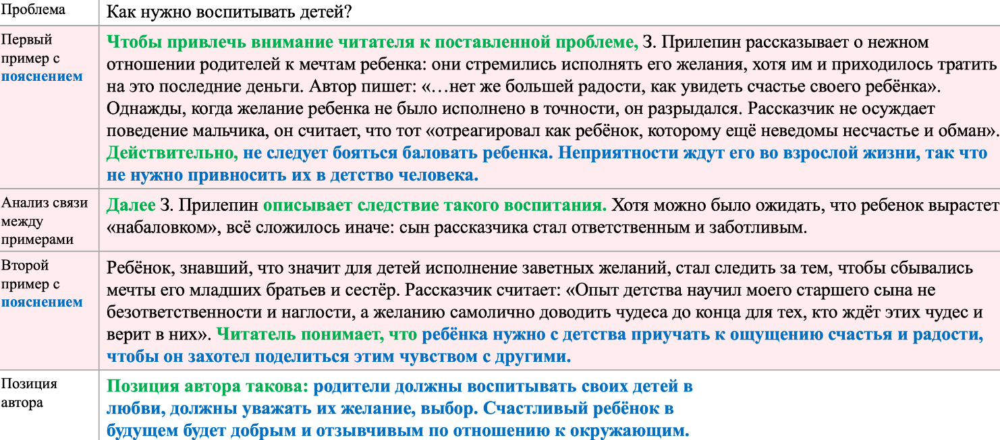 Проблема
Как нужно воспитывать детей?
Первый
пример с
пояснением
Чтобы привлечь внимание читателя к поставленной проблеме, З. Прилепин рассказывает о нежном
отношении родителей к мечтам ребенка: они стремились исполнять его желания, хотя им и приходилось тратить
на это последние деньги. Автор пишет: «…нет же большей радости, как увидеть счастье своего ребёнка».
Однажды, когда желание ребенка не было исполнено в точности, он разрыдался. Рассказчик не осуждает
поведение мальчика, он считает, что тот «отреагировал как ребёнок, которому ещё неведомы несчастье и обман».
Действительно, не следует бояться баловать ребенка. Неприятности ждут его во взрослой жизни, так что
не нужно привносить их в детство человека.
Анализ связи
между
примерами
Далее З. Прилепин описывает следствие такого воспитания. Хотя можно было ожидать, что ребенок вырастет
«набаловком», всё сложилось иначе: сын рассказчика стал ответственным и заботливым.
Второй
пример с
пояснением
Ребёнок, знавший, что значит для детей исполнение заветных желаний, стал следить за тем, чтобы сбывались
мечты его младших братьев и сестёр. Рассказчик считает: «Опыт детства научил моего старшего сына не
безответственности и наглости, а желанию самолично доводить чудеса до конца для тех, кто ждёт этих чудес и
верит в них». Читатель понимает, что ребёнка нужно с детства приучать к ощущению счастья и радости,
чтобы он захотел поделиться этим чувством с другими.
Позиция
автора
Позиция автора такова: родители должны воспитывать своих детей в
любви, должны уважать их желание, выбор. Счастливый ребёнок в
будущем будет добрым и отзывчивым по отношению к окружающим.